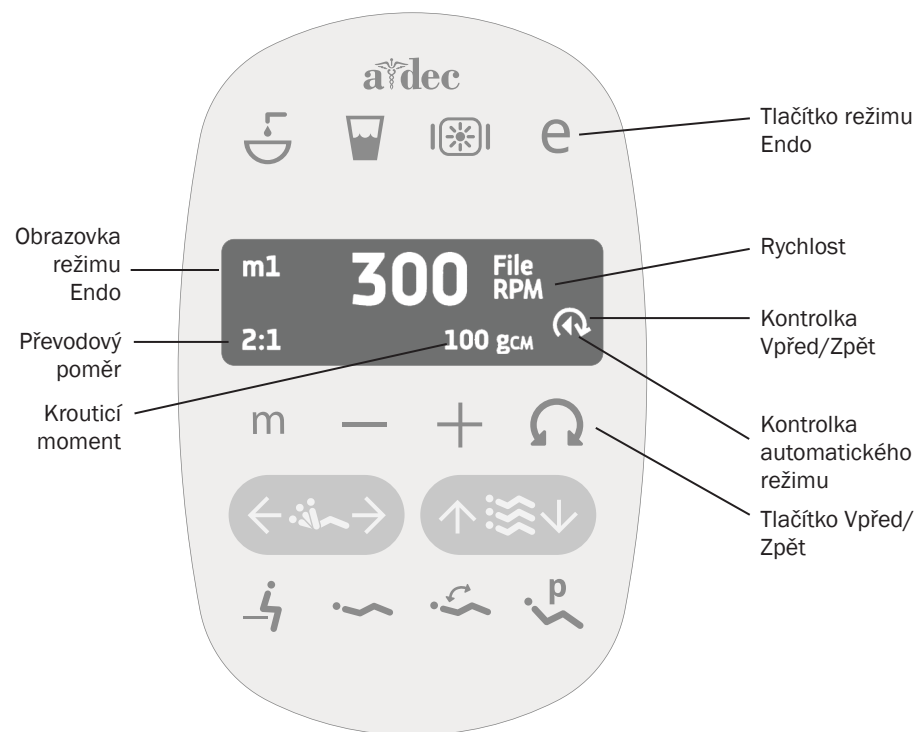 a dec
e
Tlačítko režimu
Endo
Obrazovka
režimu
Endo
m1
300
File
RPM
Rychlost
Převodový
poměr
2:1
100 gCM
Kontrolka
Vpřed/Zpět
Krouticí
moment
m
Kontrolka
automatického
režimu
Tlačítko Vpřed/
Zpět
p